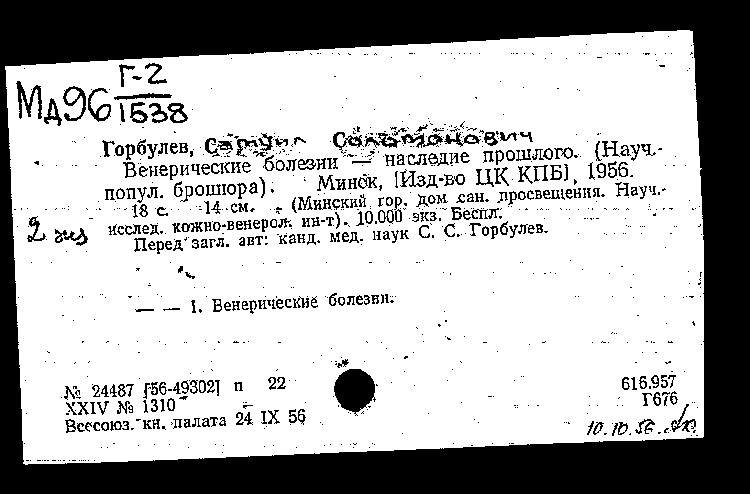 Г-2
Мд96 1538
Горбулев, Самуил Соломонович
Венерические болезни — наследие прошлого. (Науч.-
попул. брошюра). Минск, [Изд-во ЦК КПБ], 1956.
18 с. 14 см. (Минский гор. дом сан. просвещения. Науч.-
исслед. кожно-венерол. ин-т). 10.000 экз. Беспл.
2 экз
Перед загл. авт: канд. мед. наук С. С. Горбулев.
— — 1. Венерические болезни.
№ 24487 [56-49302] п 22
616.957
XXIV № 1310
Г676
Всесоюз. кн. палата 24 IX 56
10.10.56.